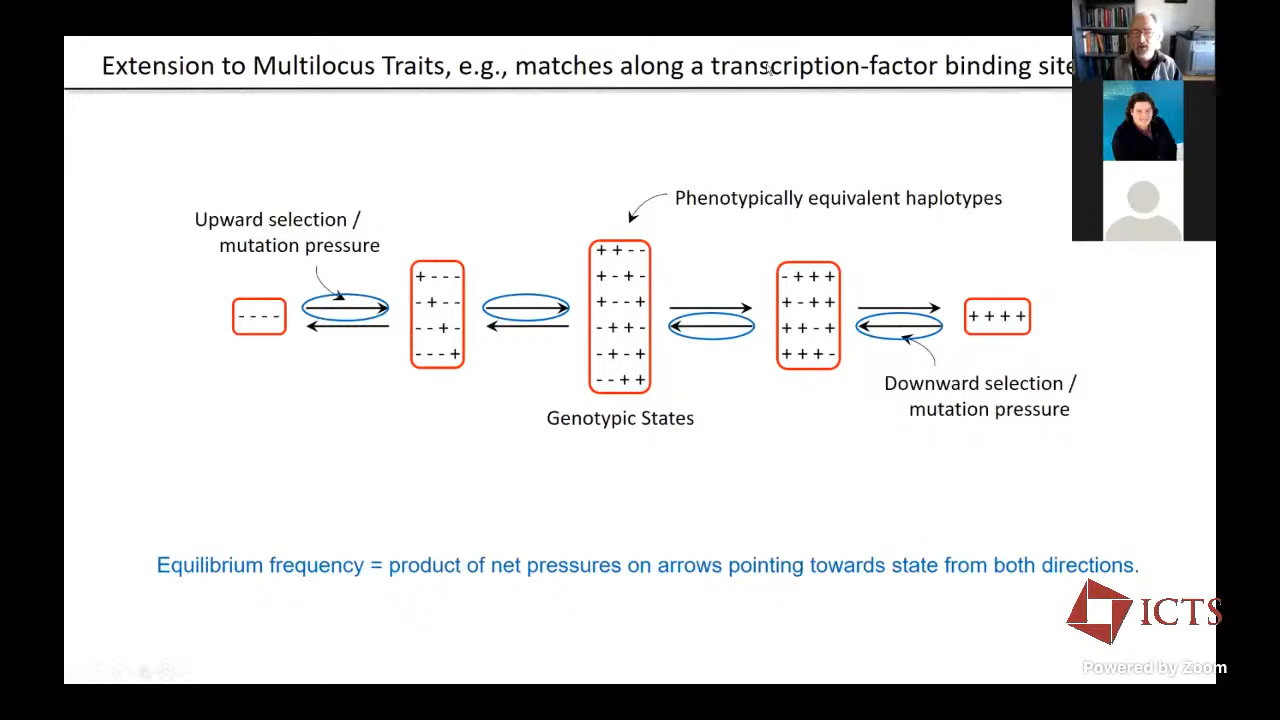 Extension to Multilocus Traits, e.g., matches along a transcription-factor binding site
Phenotypically equivalent haplotypes
Upward selection /
mutation pressure
- - - -
+ - - -
- + - -
- - + -
- - - +
+ + - -
+ - + -
+ - - +
- + + -
- + - +
- - + +
- + + +
+ - + +
+ + - +
+ + + -
+ + + +
Downward selection /
mutation pressure
Genotypic States
Equilibrium frequency = product of net pressures on arrows pointing towards state from both directions.
ICTS
Powered by Zoom